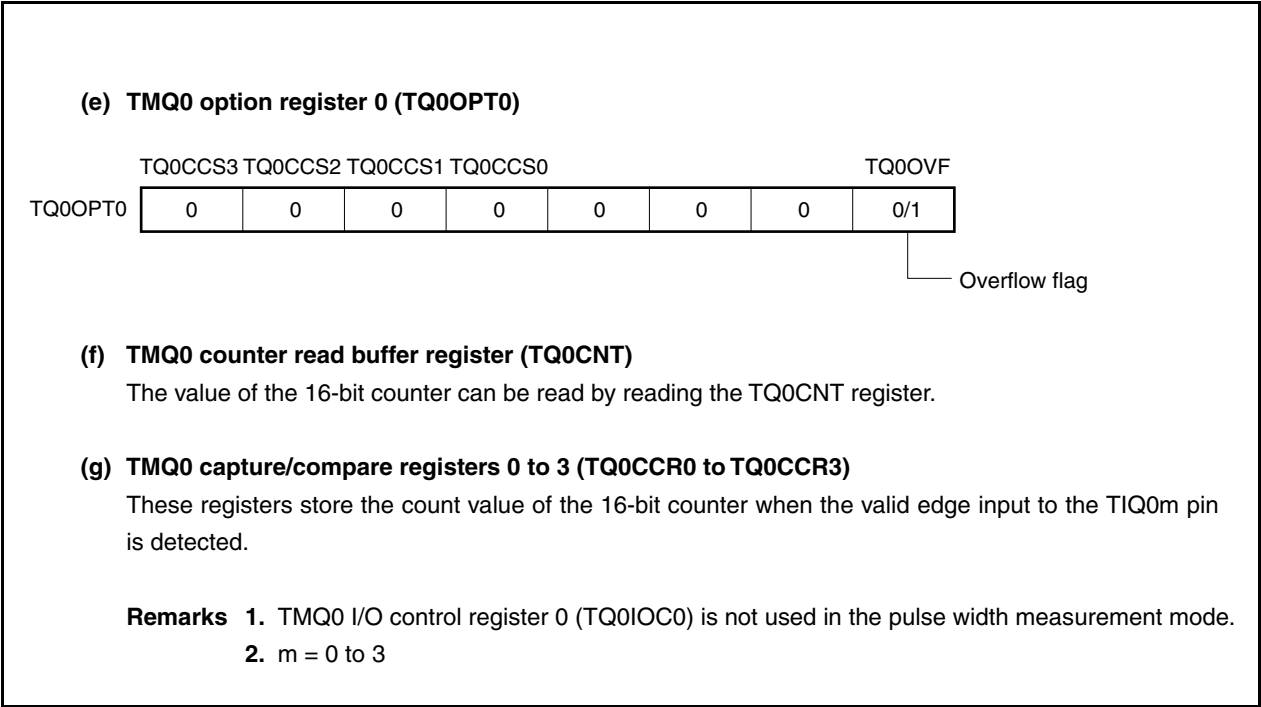 (e) TMQ0 option register 0 (TQ0OPT0)
TQ0CCS3 TQ0CCS2 TQ0CCS1 TQ0CCS0 TQ0OVF
TQ0OPT0 0 0 0 0 0 0 0 0/1
Overflow flag
(f) TMQ0 counter read buffer register (TQ0CNT)
The value of the 16-bit counter can be read by reading the TQ0CNT register.
(g) TMQ0 capture/compare registers 0 to 3 (TQ0CCR0 to TQ0CCR3)
These registers store the count value of the 16-bit counter when the valid edge input to the TIQ0m pin
is detected.
Remarks 1. TMQ0 I/O control register 0 (TQ0IOC0) is not used in the pulse width measurement mode.
2. m = 0 to 3